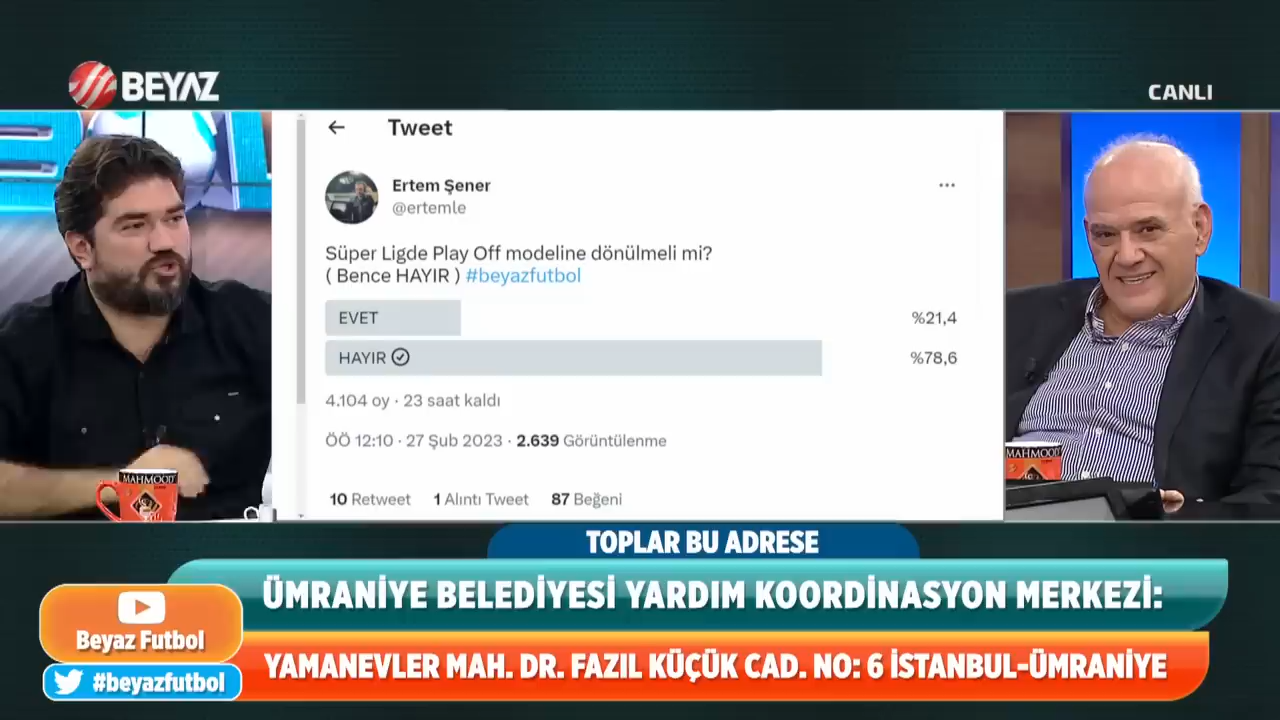 BEYAZ
CANLI
Tweet
Ertem Şener
@ertemle
Süper Ligde Play Off modeline dönülmeli mi?
( Bence HAYIR ) #beyazfutbol
EVET %21,4
HAYIR %78,6
4.104 oy · 23 saat kaldı
ÖÖ 12:10 · 27 Şub 2023 · 2.639 Görüntülenme
10 Retweet 1 Alıntı Tweet 87 Beğeni
MAHMOOD
MAHMOOD
TOPLAR BU ADRESE
ÜMRANİYE BELEDİYESİ YARDIM KOORDİNASYON MERKEZİ:
YAMANEVLER MAH. DR. FAZIL KÜÇÜK CAD. NO: 6 İSTANBUL-ÜMRANİYE
Beyaz Futbol
#beyazfutbol